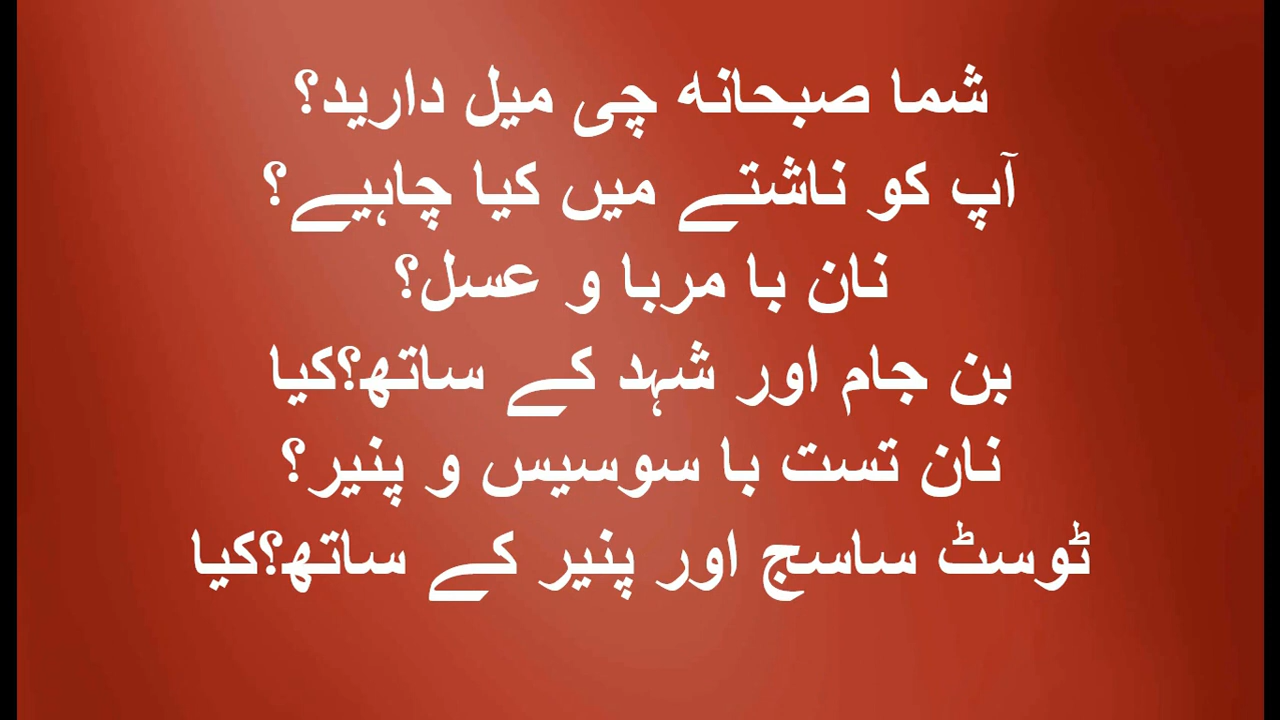 شما صبحانه چی میل دارید؟
آپ کو ناشتے میں کیا چاہیے؟
نان با مربا و عسل؟
بن جام اور شہد کے ساتھ؟کیا
نان تست با سوسیس و پنیر؟
ٹوسٹ ساسج اور پنیر کے ساتھ؟کیا